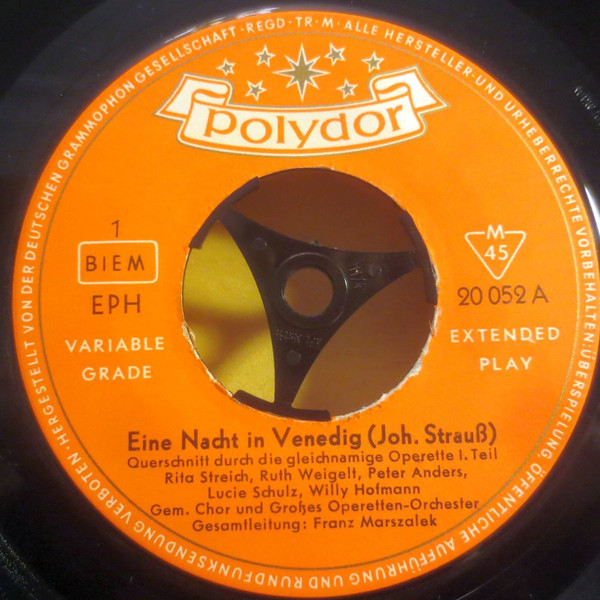 HERGESTELLT VON DER DEUTSCHEN GRAMMOPHON GESELLSCHAFT · REGD · TR · M · ALLE HERSTELLER- UND URHEBERRECHTE VORBEHALTEN: ÜBERSPIELUNG, ÖFFENTLICHE AUFFÜHRUNG UND RUNDFUNKSENDUNG VERBOTEN ·
Polydor
1
BIEM
EPH
VARIABLE
GRADE
M
45
20 052 A
EXTENDED
PLAY
Eine Nacht in Venedig (Joh. Strauß)
Querschnitt durch die gleichnamige Operette I. Teil
Rita Streich, Ruth Weigelt, Peter Anders,
Lucie Schulz, Willy Hofmann
Gem. Chor und Großes Operetten-Orchester
Gesamtleitung: Franz Marszalek